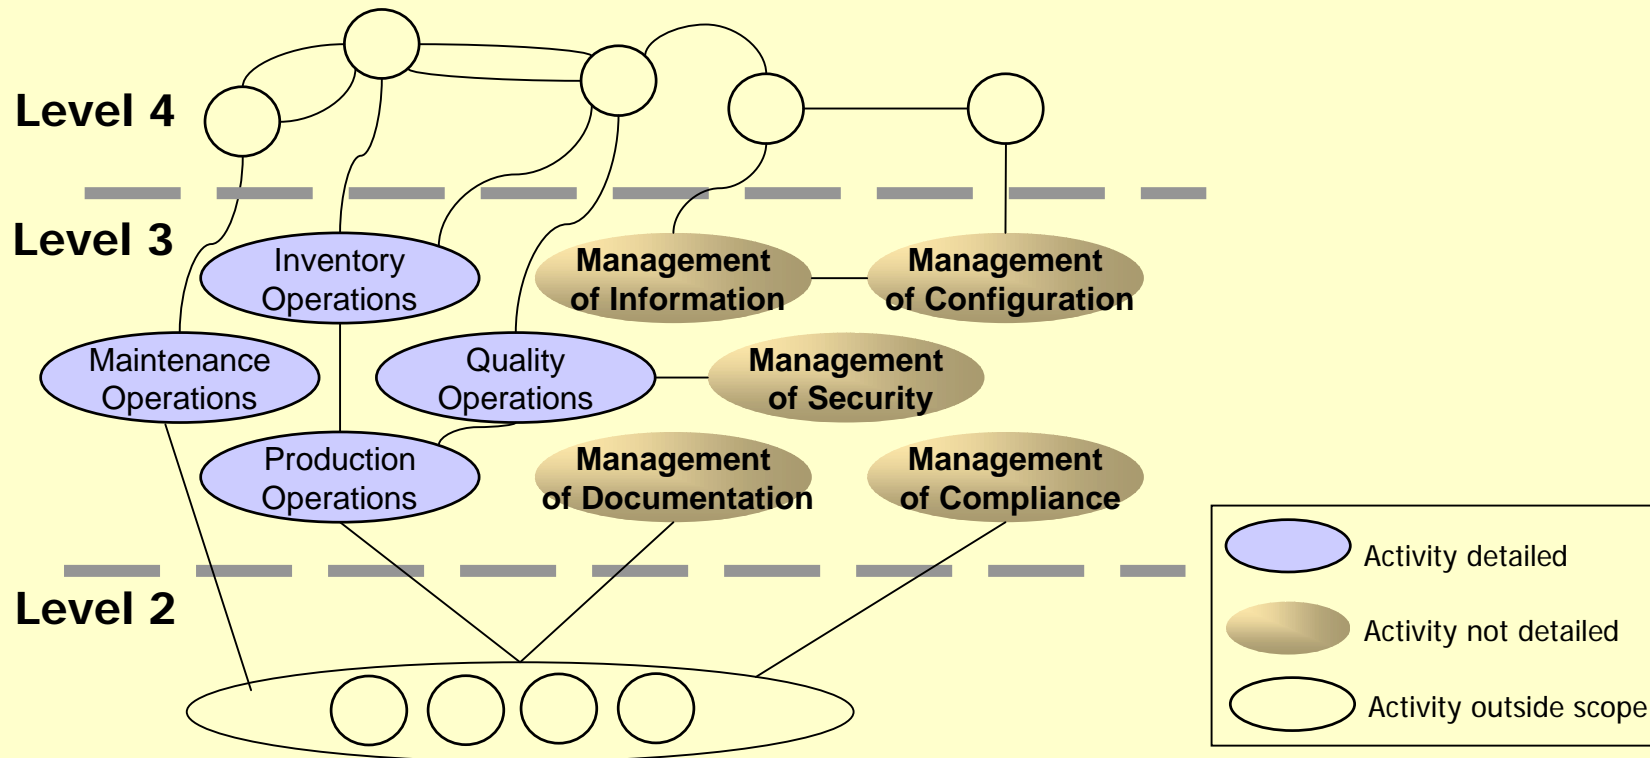 Level 4
Level 3
Inventory
Operations
Management
of Information
Management
of Configuration
Maintenance
Operations
Quality
Operations
Management
of Security
Production
Operations
Management
of Documentation
Management
of Compliance
Level 2
Activity detailed
Activity not detailed
Activity outside scope